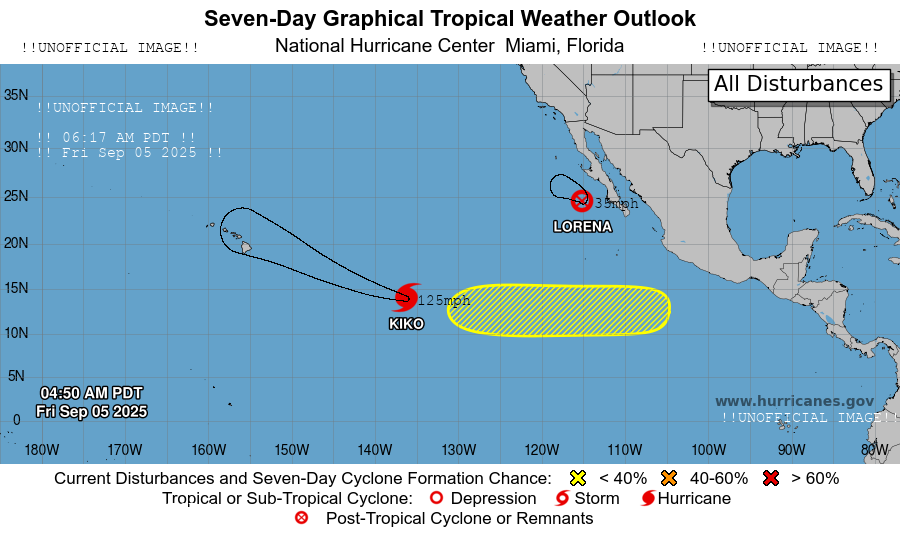 Seven-Day Graphical Tropical Weather Outlook
!!UNOFFICIAL IMAGE!! National Hurricane Center Miami, Florida !!UNOFFICIAL IMAGE!!
All Disturbances
35N
!!UNOFFICIAL IMAGE!!
!! 06:17 AM PDT !!
30N
!! Fri Sep 05 2025 !!
25N
35mph
LORENA
20N
15N
125mph
KIKO
10N
5N
04:50 AM PDT
Fri Sep 05 2025
www.hurricanes.gov
0
!!UNOFFICIAL IMAGE!!
180W 170W 160W 150W 140W 130W 120W 110W 100W 90W 80W
Current Disturbances and Seven-Day Cyclone Formation Chance: < 40% 40-60% > 60%
Tropical or Sub-Tropical Cyclone: Depression Storm Hurricane
Post-Tropical Cyclone or Remnants